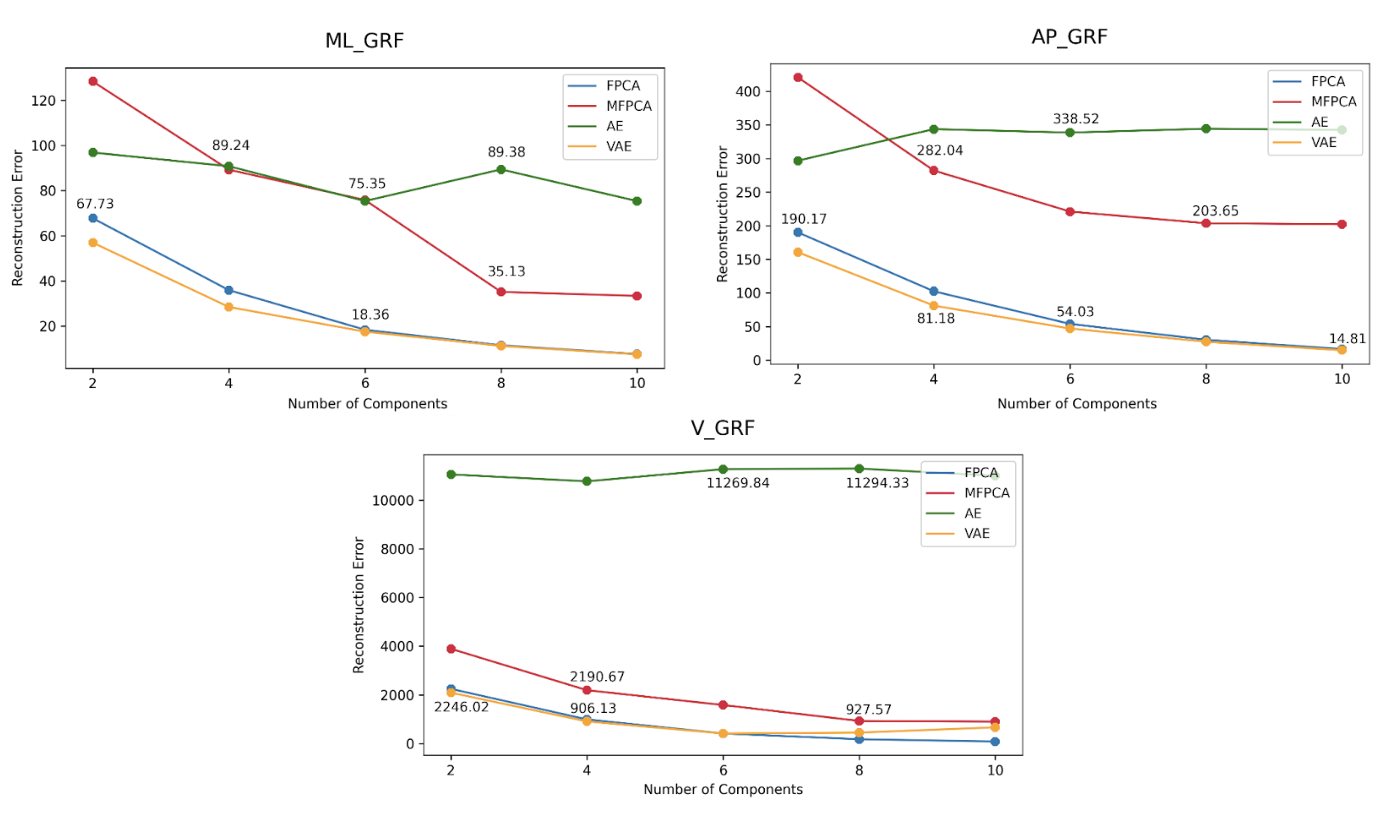 ML_GRF
Reconstruction Error
120
100
80
60
40
20
67.73
89.24
75.35
18.36
89.38
35.13
FPCA
MFPCA
AE
VAE
2 4 6 8 10
Number of Components
AP_GRF
Reconstruction Error
400
350
300
250
200
150
100
50
0
190.17
282.04
81.18
338.52
54.03
203.65
14.81
FPCA
MFPCA
AE
VAE
2 4 6 8 10
Number of Components
V_GRF
Reconstruction Error
10000
8000
6000
4000
2000
0
2246.02
2190.67
906.13
11269.84
11294.33
927.57
FPCA
MFPCA
AE
VAE
2 4 6 8 10
Number of Components